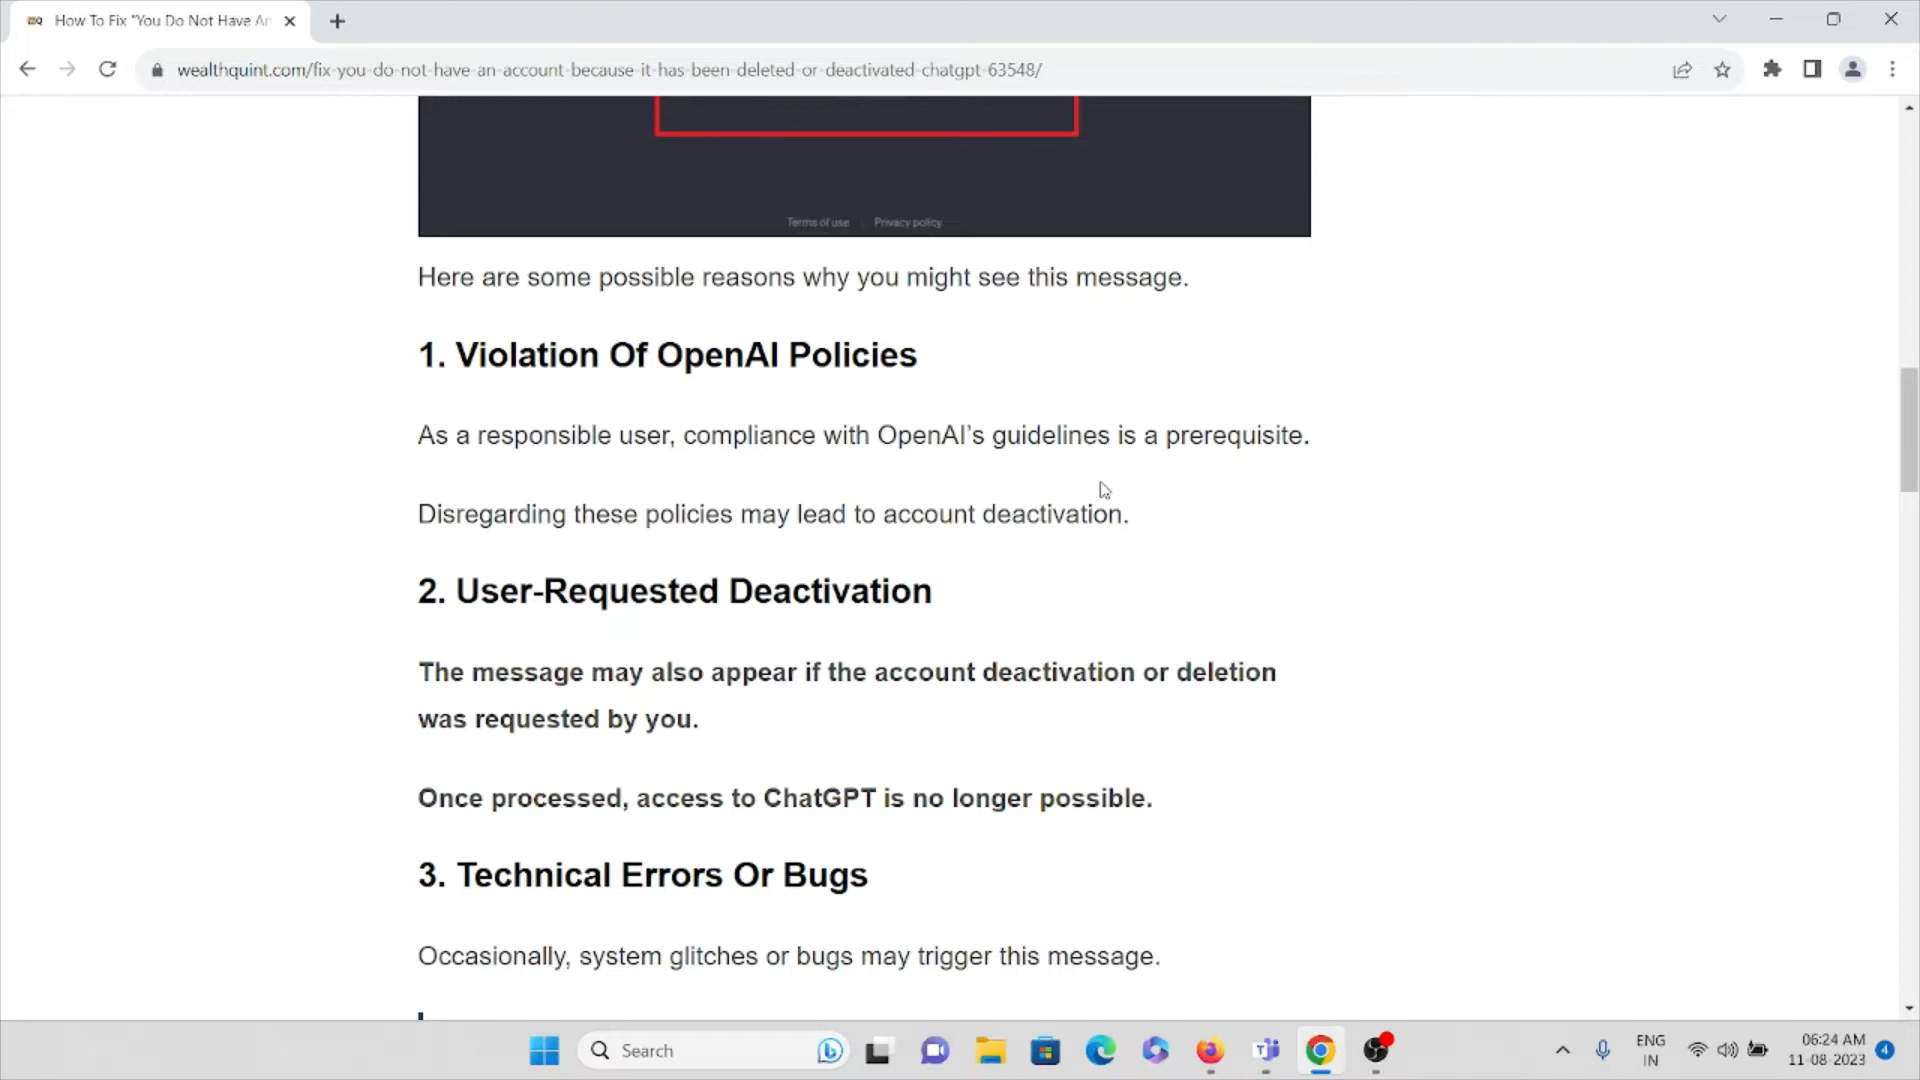 How To Fix "You Do Not Have An
wealthquint.com/fix-you-do-not-have-an-account-because-it-has-been-deleted-or-deactivated-chatgpt-63548/
Terms of use | Privacy policy
Here are some possible reasons why you might see this message.
1. Violation Of OpenAI Policies
As a responsible user, compliance with OpenAI’s guidelines is a prerequisite.
Disregarding these policies may lead to account deactivation.
2. User-Requested Deactivation
The message may also appear if the account deactivation or deletion
was requested by you.
Once processed, access to ChatGPT is no longer possible.
3. Technical Errors Or Bugs
Occasionally, system glitches or bugs may trigger this message.
Search
ENG
IN
06:24 AM
11-08-2023
4